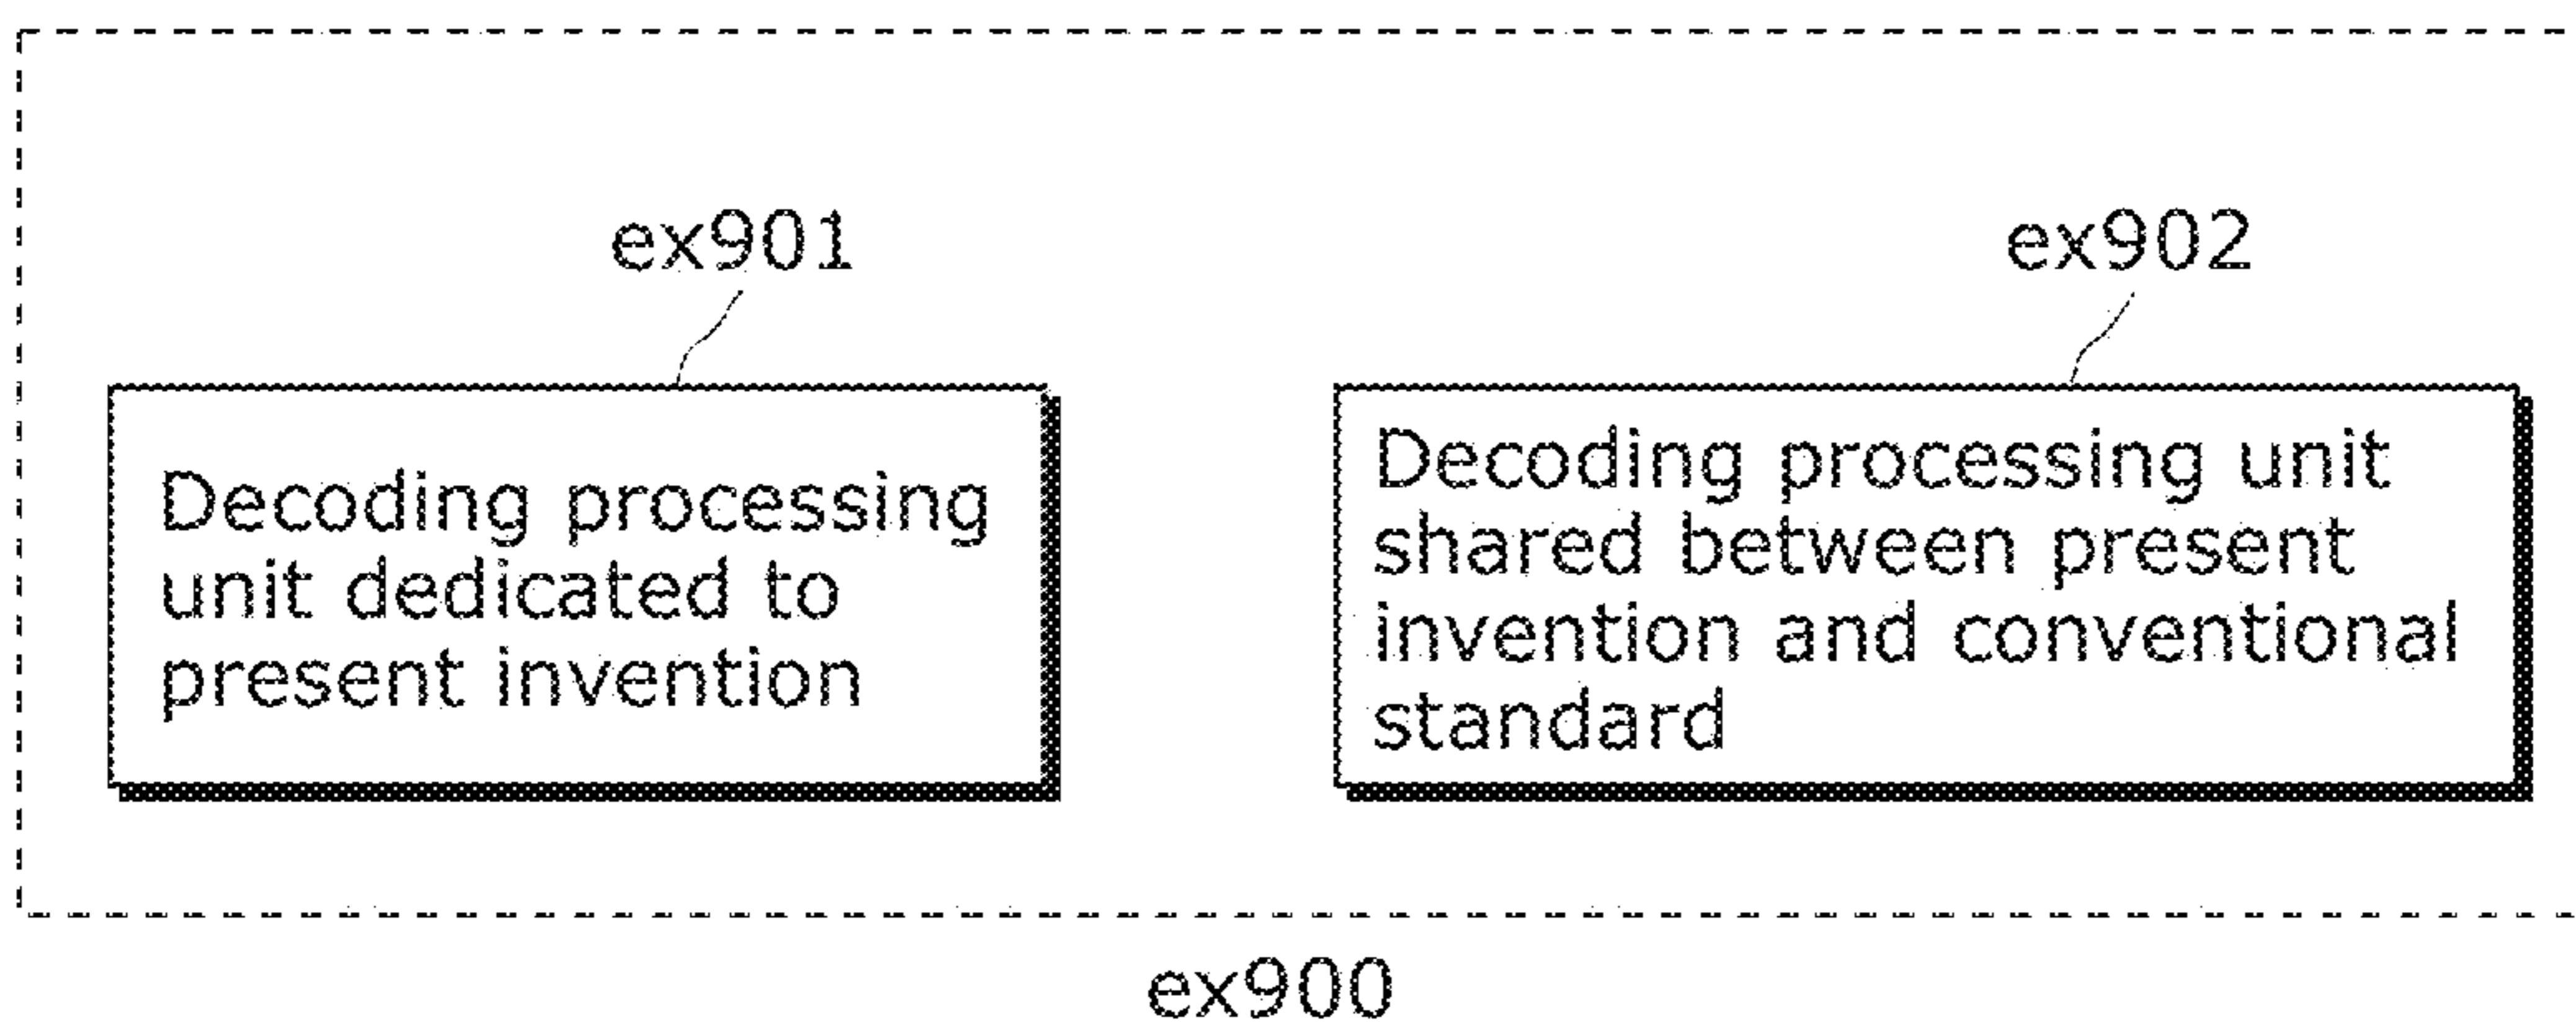 ex901
ex902
Decoding processing
unit dedicated to
present invention
Decoding processing unit
shared between present
invention and conventional
standard
ex900